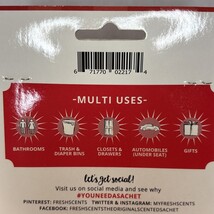 6 71770 02217 4
-MULTI USES-
BATHROOMS TRASH & DIAPER BINS CLOSETS & DRAWERS AUTOMOBILES (UNDER SEAT) GIFTS
let's get social!
Visit us on social media and see why
#YOUNEEDASACHET
PINTEREST: FRESHSCENTS TWITTER & INSTAGRAM: MYFRESHSCENTS
FACEBOOK: FRESHSCENTSTHEORIGINALSCENTEDSACHET